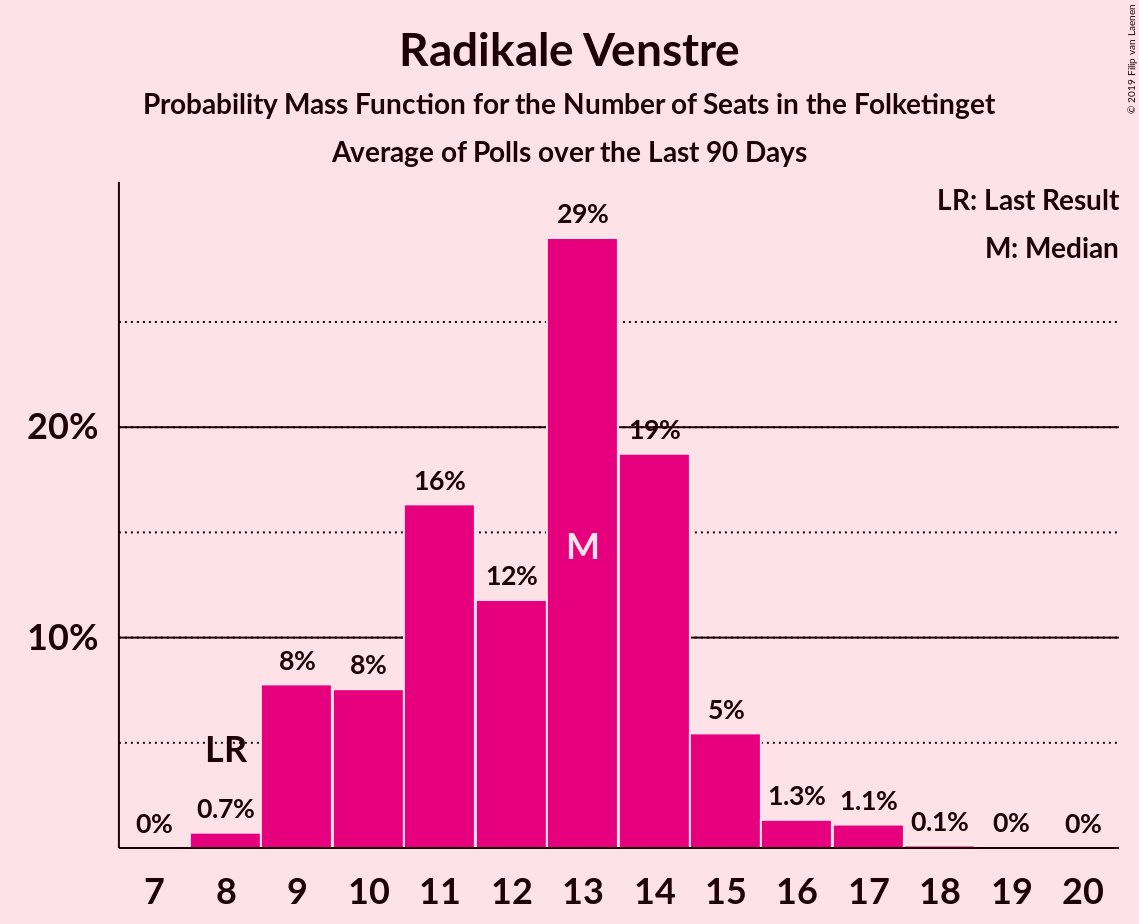 Radikale Venstre
Probability Mass Function for the Number of Seats in the Folketinget
Average of Polls over the Last 90 Days
© 2019 Filip van Laenen
LR: Last Result
M: Median
20%
10%
0%
0.7%
LR
8%
8%
16%
12%
29%
M
19%
5%
1.3%
1.1%
0.1%
0%
0%
7 8 9 10 11 12 13 14 15 16 17 18 19 20